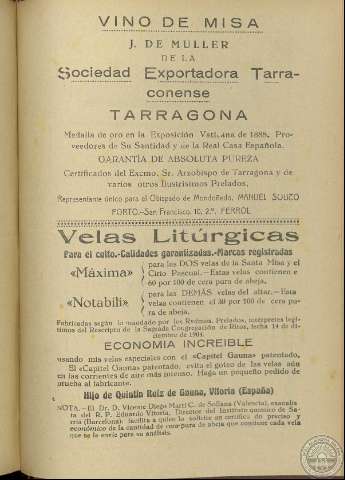 VINO DE MISA
J. DE MULLER
DE LA
Sociedad Exportadora Tarra-
conense
TARRAGONA
Medalla de oro en la Exposición Vaticana de 1888, Pro-
veedores de Su Santidad y de la Real Casa Española.
GARANTÍA DE ABSOLUTA PUREZA
Certificados del Excmo. Sr. Arzobispo de Tarragona y de
varios otros Ilustrísimos Prelados.
Representante único para el Obispado de Mondoñedo, MANUEL SOUZO
PORTO.-San Francisco, 10, 2.º FERROL
Velas Litúrgicas
Para el culto.-Calidades garantizadas.-Marcas registradas
«Máxima»
para las DOS velas de la Santa Misa y el
Cirio Pascual.—Estas velas contienen e
60 por 100 de cera pura de abeja.
«Notabili»
para las DEMÁS velas del altar.—Esta
velas contienen el 30 por 100 de cera pu-
ra de abeja.
Fabricadas según lo mandado por los Rvdmos. Prelados, intérpretes legí-
timos del Rescripto de la Sagrada Congregación de Ritos, fecha 14 de di-
ciembre de 1904.
ECONOMIA INCREIBLE
usando mis velas especiales con el «Capitel Gauna» patentado,
El «Capitel Gauna» patentado, evita el goteo de las velas aún
en las corrientes de aire más intenso. Haga un pequeño pedido de
prueba al fabricante.
Hijo de Quintín Ruiz de Gauna, Vitoria (España)
NOTA.—El Dr. D. Vicente Diego Martí C. de Sollana (Valencia), exacols
del R. P. Eduardo Vitoria, Director del Instituto químico de Sa-
rriá (Barcelona) facilita a quien lo solicite un certifico de preciso y
económico de la cantidad de cera pura de abeja que contiene cada vela
que se le envíe para su análisis.